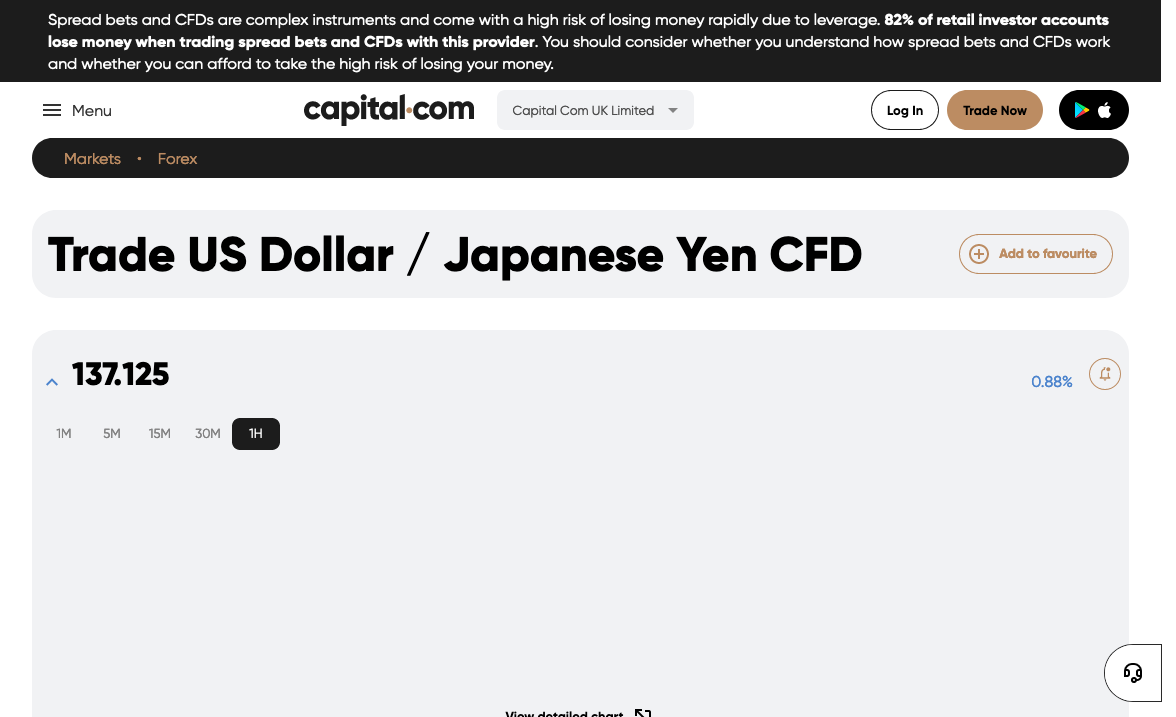 Spread bets and CFDs are complex instruments and come with a high risk of losing money rapidly due to leverage. 82% of retail investor accounts
lose money when trading spread bets and CFDs with this provider. You should consider whether you understand how spread bets and CFDs work
and whether you can afford to take the high risk of losing your money.
Menu
capital.com
Capital Com UK Limited
Log In
Trade Now
Markets • Forex
Trade US Dollar / Japanese Yen CFD
Add to favourite
137.125
0.88%
1M 5M 15M 30M 1H
View detailed chart